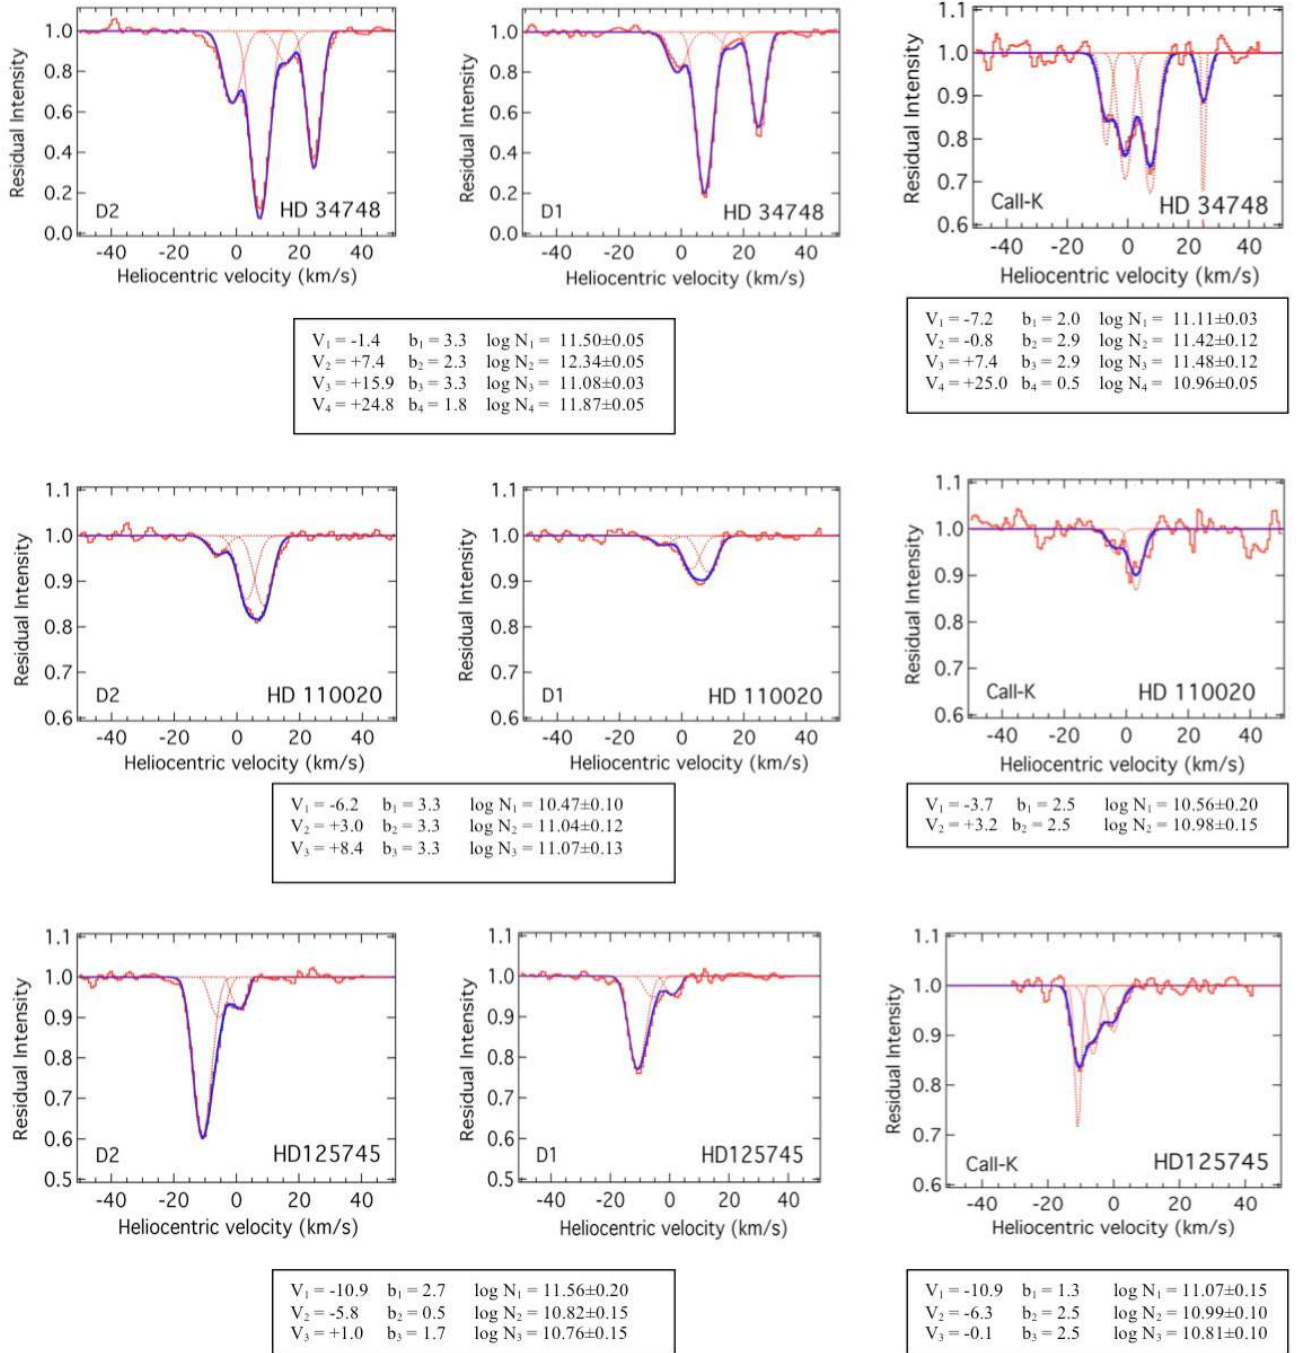 1.0
0.8
0.6
0.4
0.2
0.0
Residual Intensity
D2
HD 34748
-40 -20 0 20 40
Heliocentric velocity (km/s)
1.0
0.8
0.6
0.4
0.2
0.0
Residual Intensity
D1
HD 34748
-40 -20 0 20 40
Heliocentric velocity (km/s)
1.1
1.0
0.9
0.8
0.7
0.6
Residual Intensity
CaII-K
HD 34748
-40 -20 0 20 40
Heliocentric velocity (km/s)
V₁ = -1.4 b₁ = 3.3 log N₁ = 11.50±0.05
V₂ = +7.4 b₂ = 2.3 log N₂ = 12.34±0.05
V₃ = +15.9 b₃ = 3.3 log N₃ = 11.08±0.03
V₄ = +24.8 b₄ = 1.8 log N₄ = 11.87±0.05
V₁ = -7.2 b₁ = 2.0 log N₁ = 11.11±0.03
V₂ = -0.8 b₂ = 2.9 log N₂ = 11.42±0.12
V₃ = +7.4 b₃ = 2.9 log N₃ = 11.48±0.12
V₄ = +25.0 b₄ = 0.5 log N₄ = 10.96±0.05
1.1
1.0
0.9
0.8
0.7
0.6
Residual Intensity
D2
HD 110020
-40 -20 0 20 40
Heliocentric velocity (km/s)
1.1
1.0
0.9
0.8
0.7
0.6
Residual Intensity
D1
HD 110020
-40 -20 0 20 40
Heliocentric velocity (km/s)
1.1
1.0
0.9
0.8
0.7
0.6
Residual Intensity
CaII-K
HD 110020
-40 -20 0 20 40
Heliocentric velocity (km/s)
V₁ = -6.2 b₁ = 3.3 log N₁ = 10.47±0.10
V₂ = +3.0 b₂ = 3.3 log N₂ = 11.04±0.12
V₃ = +8.4 b₃ = 3.3 log N₃ = 11.07±0.13
V₁ = -3.7 b₁ = 2.5 log N₁ = 10.56±0.20
V₂ = +3.2 b₂ = 2.5 log N₂ = 10.98±0.15
1.1
1.0
0.9
0.8
0.7
0.6
0.5
Residual Intensity
D2
HD125745
-40 -20 0 20 40
Heliocentric velocity (km/s)
1.1
1.0
0.9
0.8
0.7
0.6
0.5
Residual Intensity
D1
HD125745
-40 -20 0 20 40
Heliocentric velocity (km/s)
1.1
1.0
0.9
0.8
0.7
0.6
Residual Intensity
CaII-K
HD125745
-40 -20 0 20 40
Heliocentric velocity (km/s)
V₁ = -10.9 b₁ = 2.7 log N₁ = 11.56±0.20
V₂ = -5.8 b₂ = 0.5 log N₂ = 10.82±0.15
V₃ = +1.0 b₃ = 1.7 log N₃ = 10.76±0.15
V₁ = -10.9 b₁ = 1.3 log N₁ = 11.07±0.15
V₂ = -6.3 b₂ = 2.5 log N₂ = 10.99±0.10
V₃ = -0.1 b₃ = 2.5 log N₃ = 10.81±0.10